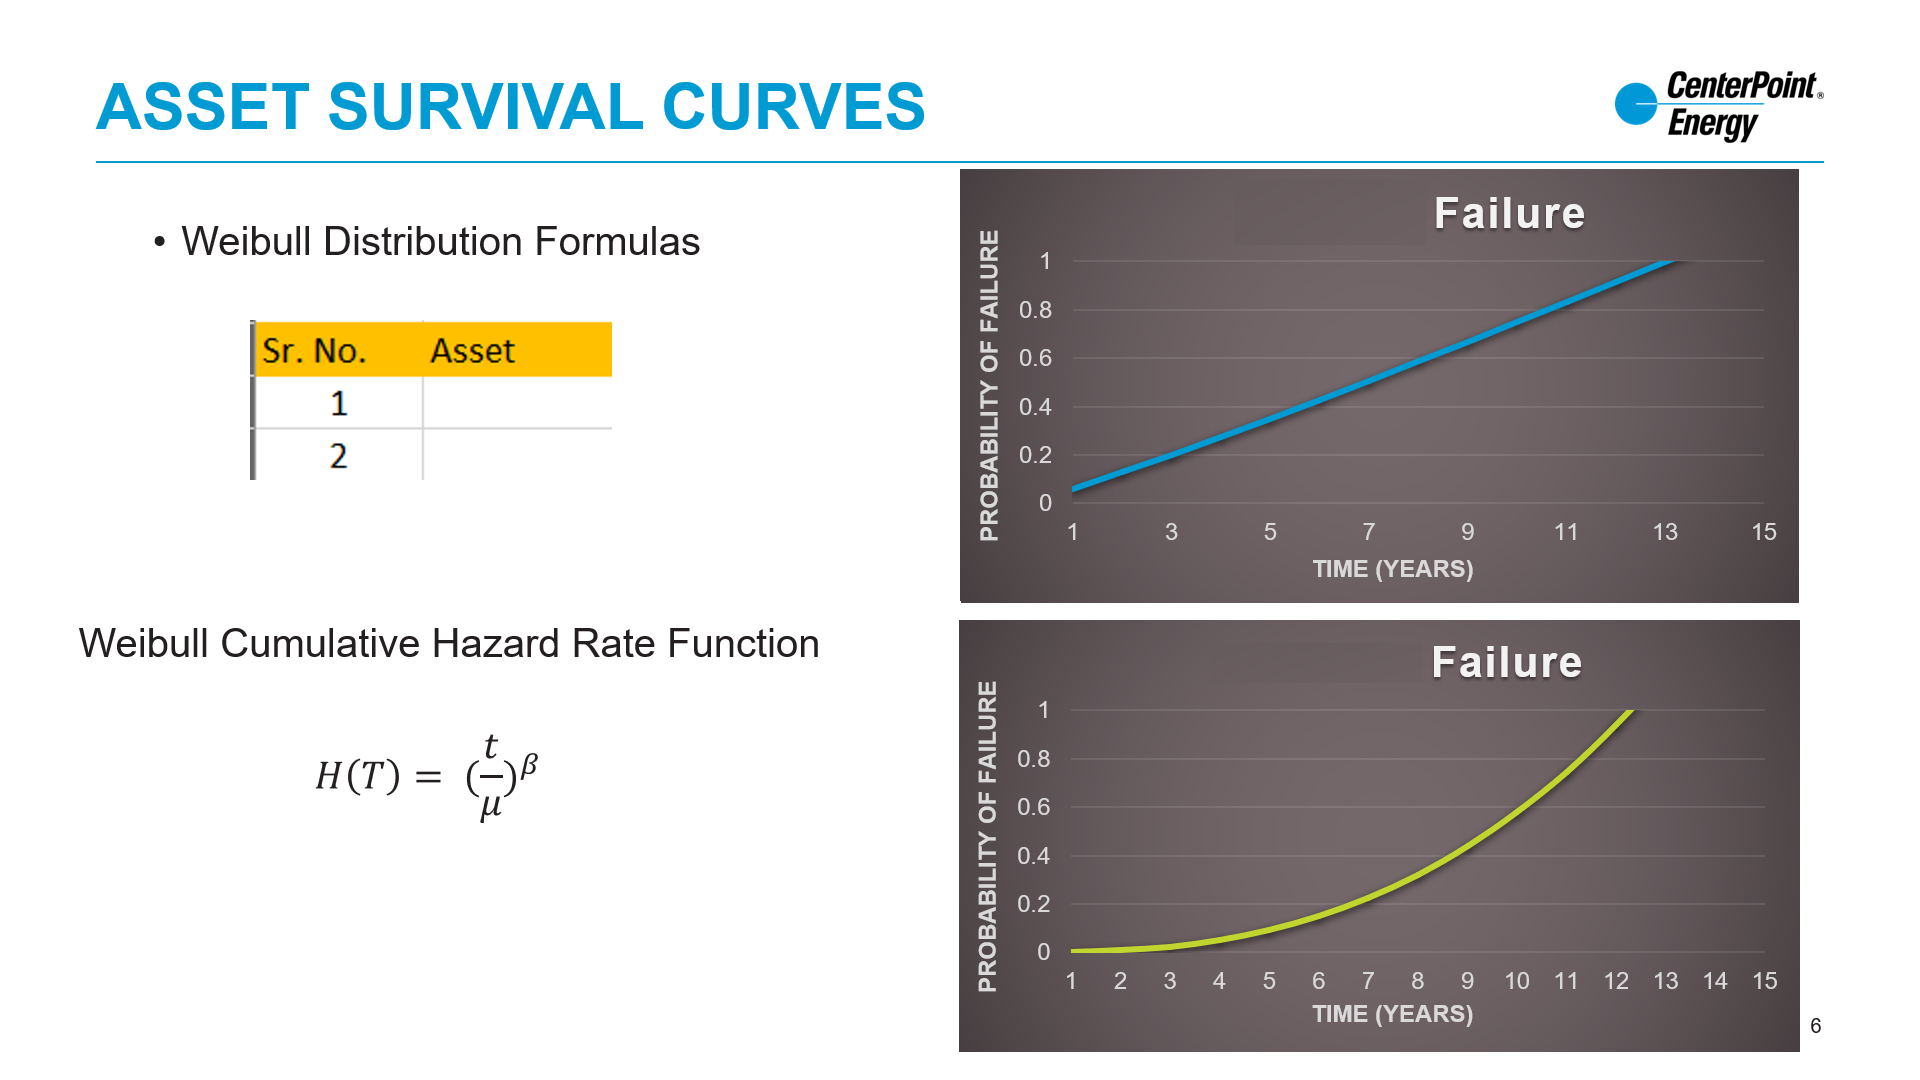 ASSET SURVIVAL CURVES
CenterPoint®
Energy
• Weibull Distribution Formulas
Sr. No. Asset
1
2
Weibull Cumulative Hazard Rate Function
H(T) = (t/μ)^β
Failure
PROBABILITY OF FAILURE
1
0.8
0.6
0.4
0.2
0
1 3 5 7 9 11 13 15
TIME (YEARS)
Failure
PROBABILITY OF FAILURE
1
0.8
0.6
0.4
0.2
0
1 2 3 4 5 6 7 8 9 10 11 12 13 14 15
TIME (YEARS)
6